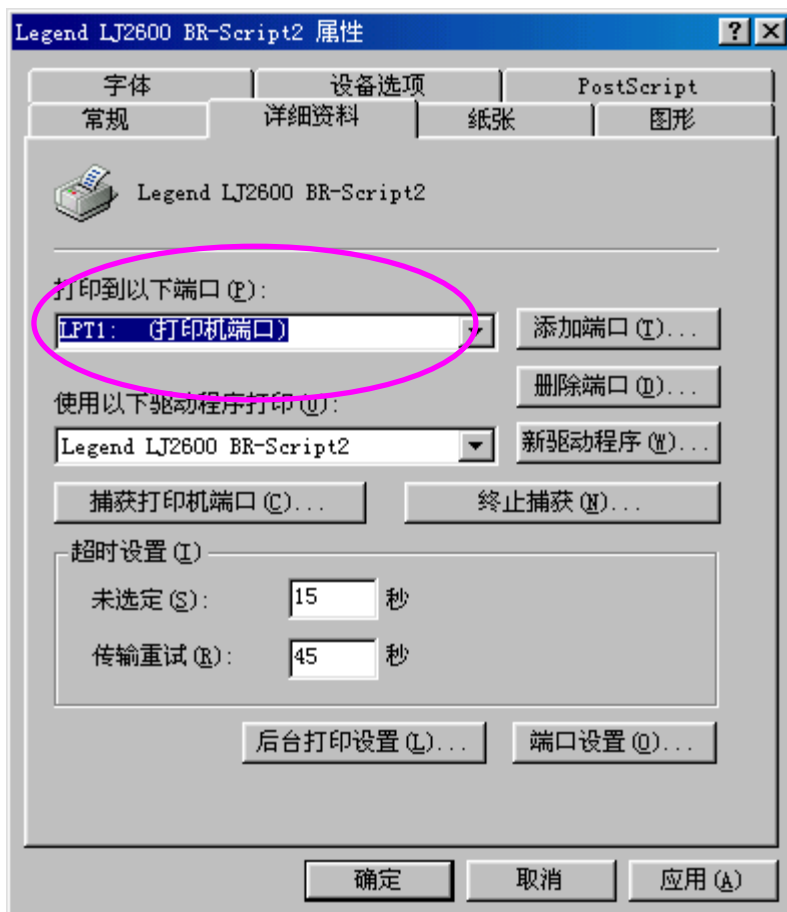 Legend LJ2600 BR-Script2 属性
字体 设备选项 PostScript
常规 详细资料 纸张 图形
Legend LJ2600 BR-Script2
打印到以下端口(P):
LPT1: (打印机端口)
添加端口(T)...
删除端口(D)...
使用以下驱动程序打印(U):
Legend LJ2600 BR-Script2
新驱动程序(W)...
捕获打印机端口(C)... 终止捕获(N)...
超时设置(I)
未选定(S): 15 秒
传输重试(R): 45 秒
后台打印设置(L)... 端口设置(O)...
确定 取消 应用(A)